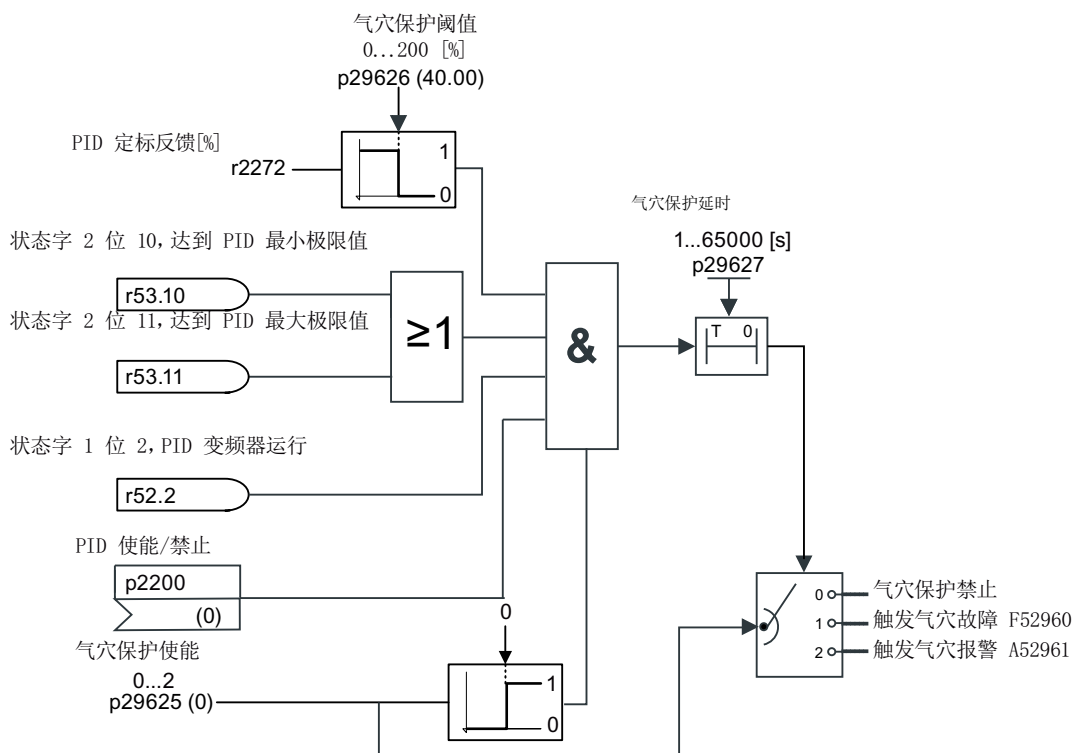 气穴保护阈值
0...200 [%]
p29626 (40.00)
PID 定标反馈[%]
r2272
1
0
气穴保护延时
1...65000 [s]
p29627
状态字 2 位 10,达到 PID 最小极限值
r53.10
状态字 2 位 11,达到 PID 最大极限值
r53.11
≥1
&
T 0
状态字 1 位 2,PID 变频器运行
r52.2
PID 使能/禁止
p2200
(0)
0
气穴保护使能
0...2
p29625 (0)
1
0
0 气穴保护禁止
1 触发气穴故障 F52960
2 触发气穴报警 A52961